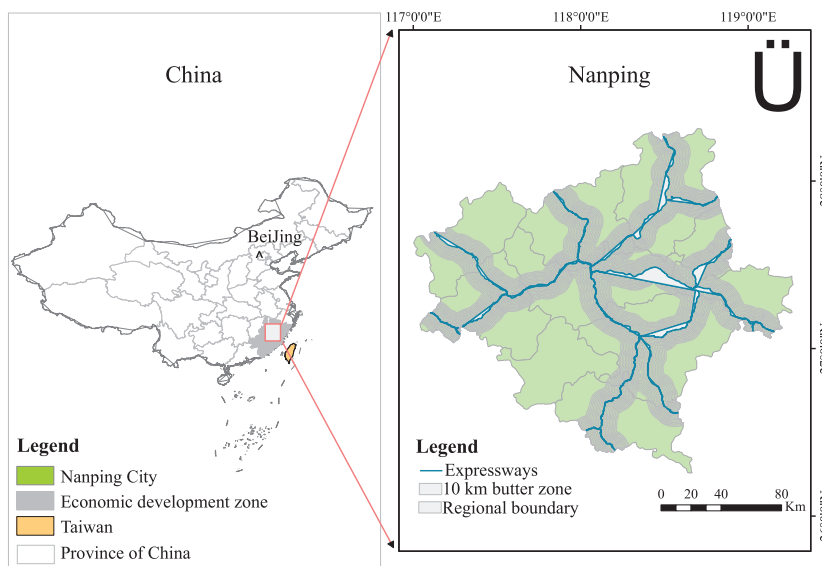 117°0'0"E
118°0'0"E
119°0'0"E
China
Nanping
Ü
BeiJing
Legend
Nanping City
Economic development zone
Taiwan
Province of China
Legend
Expressways
10 km butter zone
Regional boundary
0 20 40 80
Km